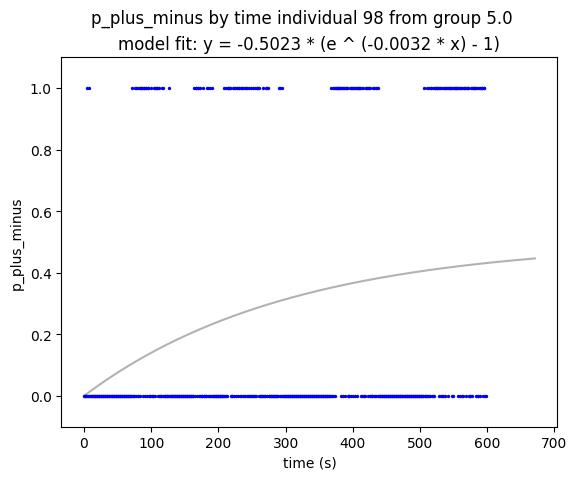 p_plus_minus by time individual 98 from group 5.0
model fit: y = -0.5023 * (e ^ (-0.0032 * x) - 1)
1.0
0.8
0.6
0.4
0.2
0.0
p_plus_minus
0 100 200 300 400 500 600 700
time (s)